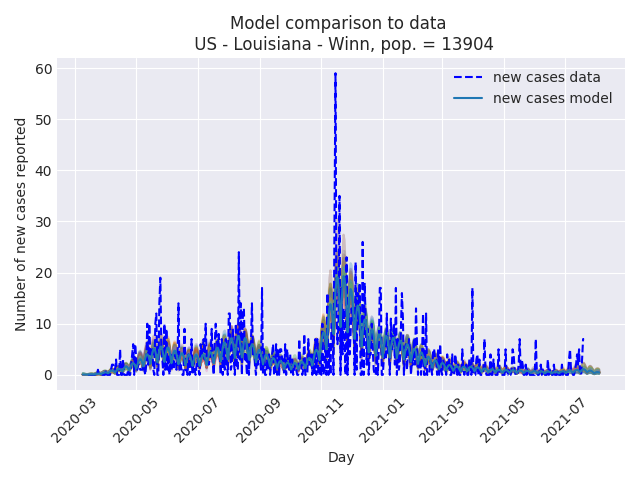 Model comparison to data
US - Louisiana - Winn, pop. = 13904
new cases data
new cases model
Number of new cases reported
60
50
40
30
20
10
0
2020-03
2020-05
2020-07
2020-09
2020-11
2021-01
2021-03
2021-05
2021-07
Day